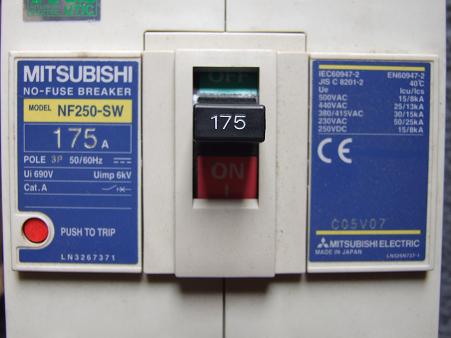 MITSUBISHI
NO-FUSE BREAKER
MODEL NF250-SW
175 A
POLE 3P 50/60Hz
Ui 690V Uimp 6kV
Cat. A
PUSH TO TRIP
LN3267371
OFF
175
ON
IEC60947-2 EN60947-2
JIS C 8201-2 40℃
Ue Icu/Ics
500VAC 15/8kA
440VAC 25/13kA
380/415VAC 30/15kA
230VAC 50/25kA
250VDC 15/8kA
CE
C05V07
MITSUBISHI ELECTRIC
MADE IN JAPAN